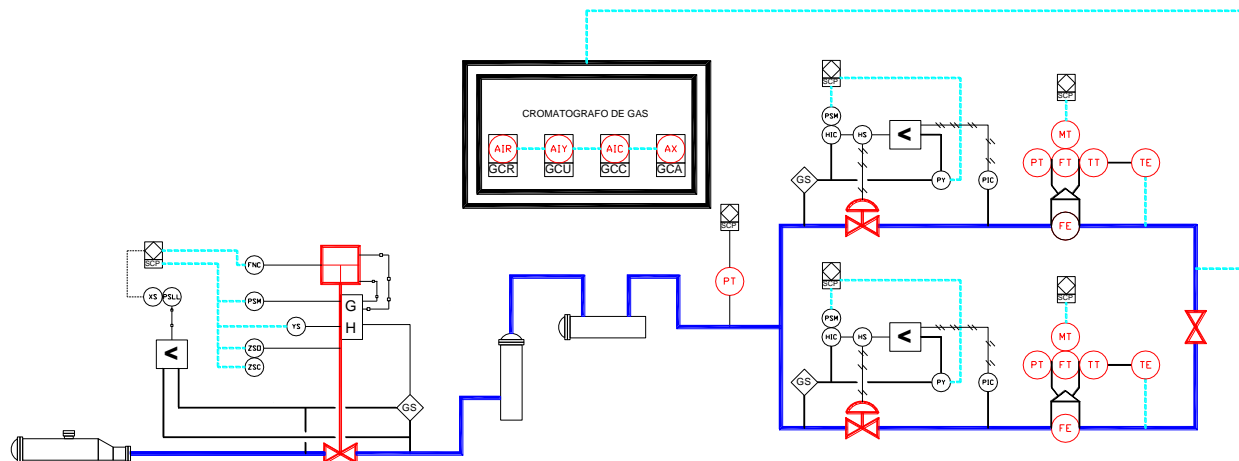 CROMATOGRAFO DE GAS
AIR
AIY
AIC
AX
GCR
GCU
GCC
GCA
SCP
PSM
HIC
HS
<
GS
PY
PIC
SCP
MT
PT
FT
TT
TE
FE
SCP
PT
SCP
FNC
XS
PSLL
PSM
YS
ZSO
ZSC
<
G
H
GS
SCP
PSM
HIC
HS
<
GS
PY
PIC
SCP
MT
PT
FT
TT
TE
FE